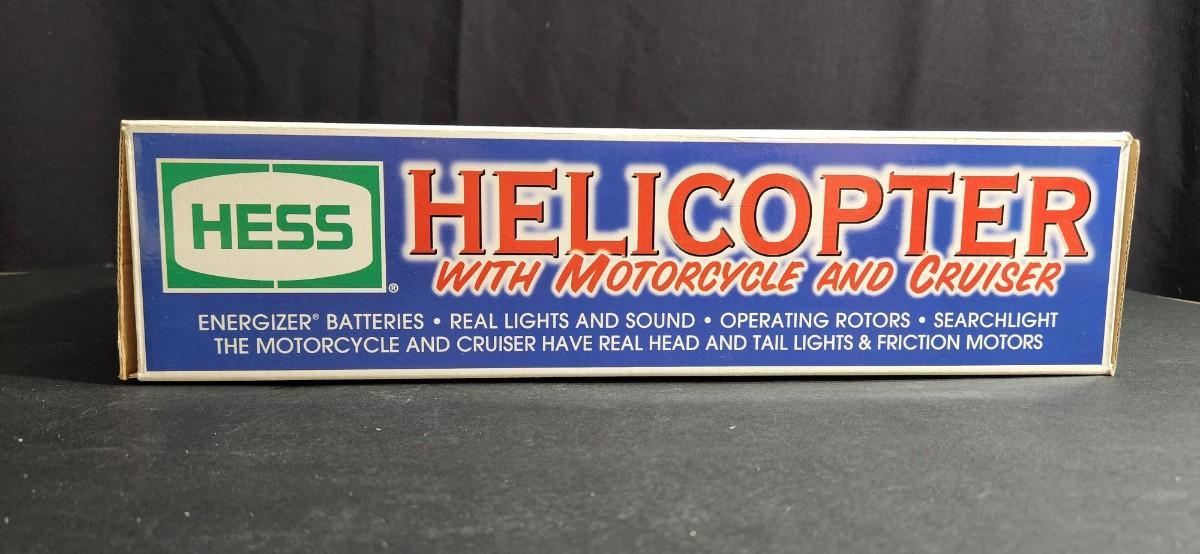 HESS
®
HELICOPTER
WITH MOTORCYCLE AND CRUISER
ENERGIZER® BATTERIES • REAL LIGHTS AND SOUND • OPERATING ROTORS • SEARCHLIGHT
THE MOTORCYCLE AND CRUISER HAVE REAL HEAD AND TAIL LIGHTS & FRICTION MOTORS